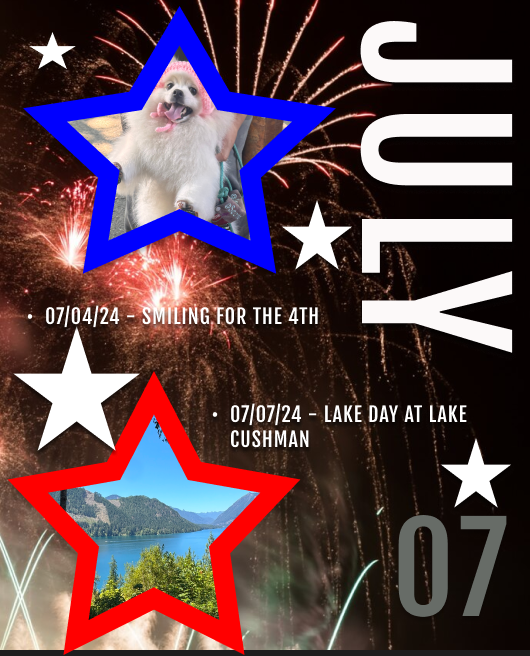 JULY
• 07/04/24 - SMILING FOR THE 4TH
• 07/07/24 - LAKE DAY AT LAKE
CUSHMAN
07